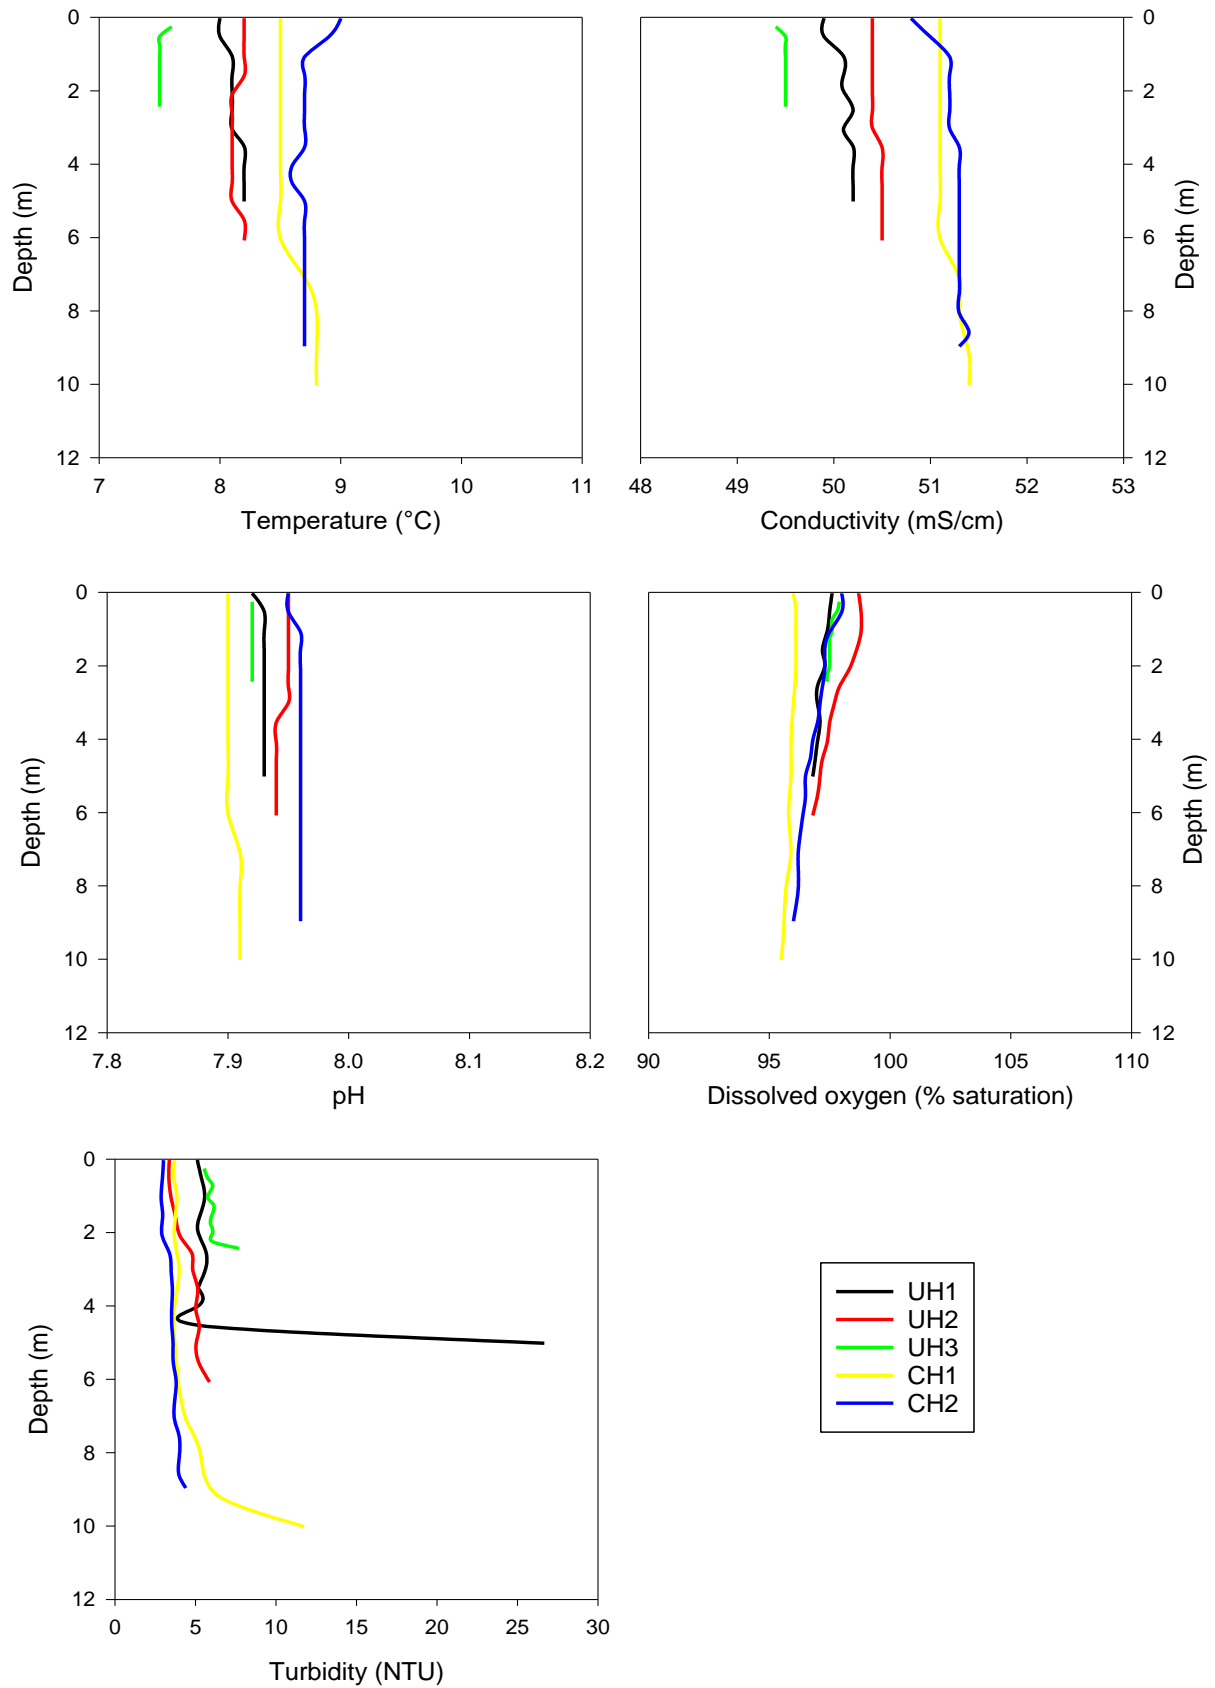 0
2
4
6
8
10
12
Depth (m)
7 8 9 10 11
Temperature (°C)
0
2
4
6
8
10
12
Depth (m)
48 49 50 51 52 53
Conductivity (mS/cm)
0
2
4
6
8
10
12
Depth (m)
7.8 7.9 8.0 8.1 8.2
pH
0
2
4
6
8
10
12
Depth (m)
90 95 100 105 110
Dissolved oxygen (% saturation)
0
2
4
6
8
10
12
Depth (m)
0 5 10 15 20 25 30
Turbidity (NTU)
UH1
UH2
UH3
CH1
CH2